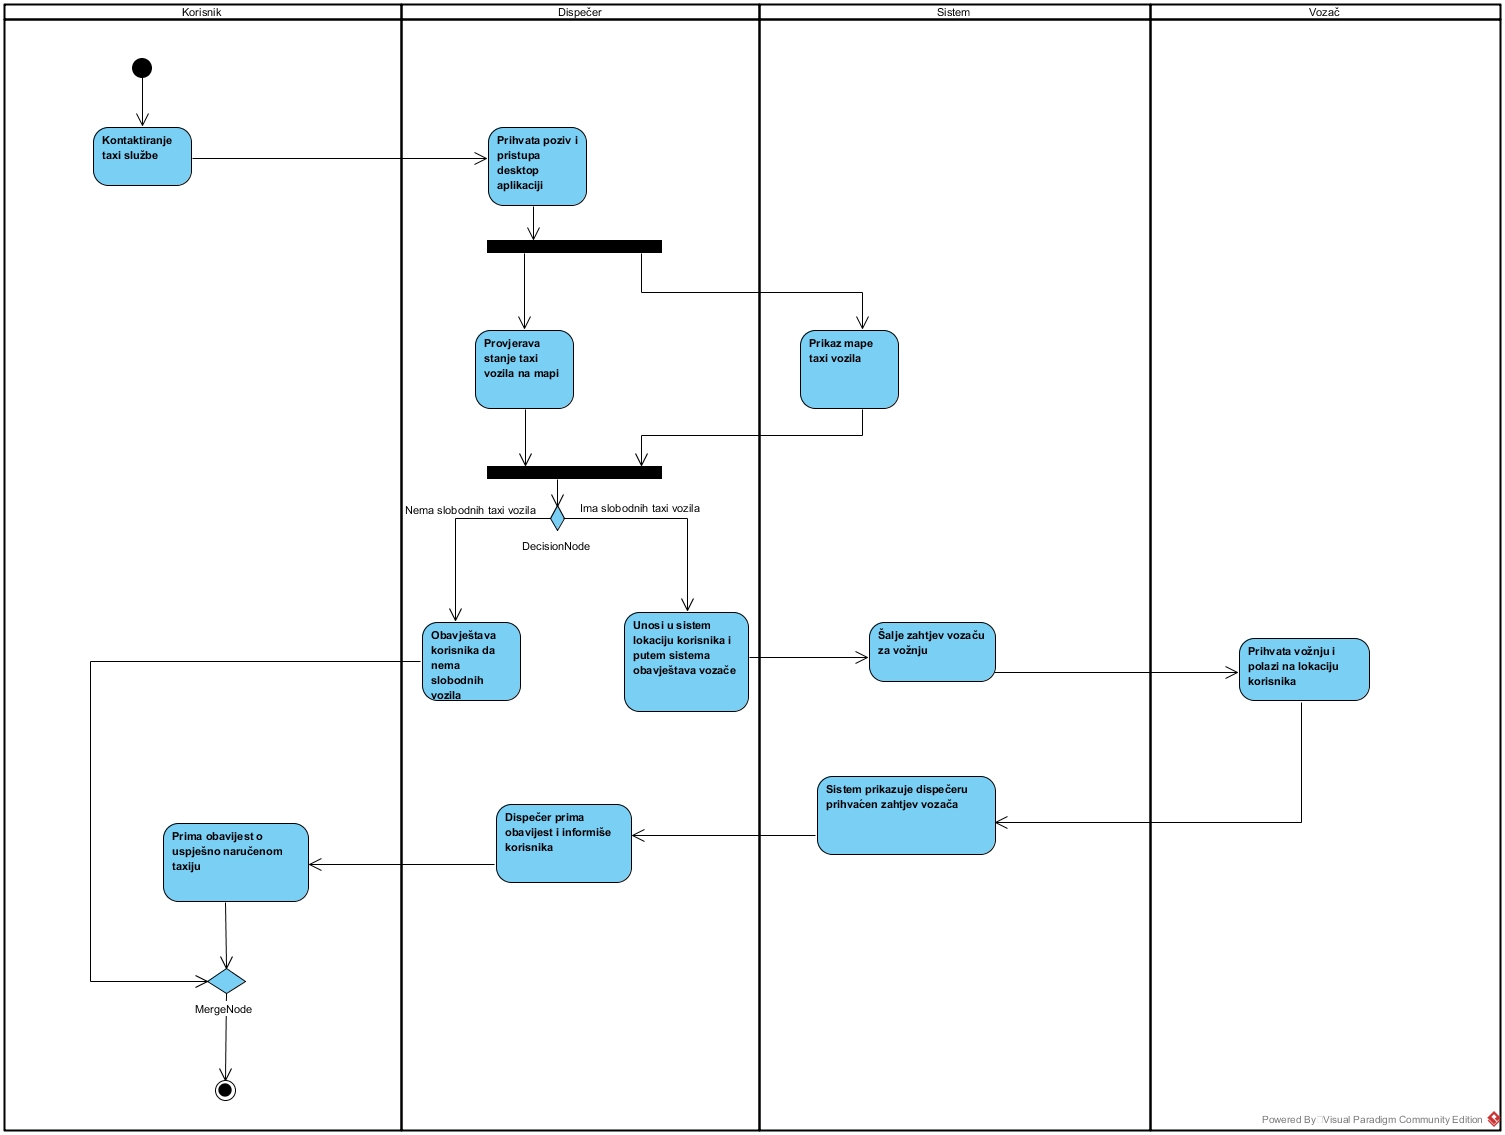 Korisnik
Dispečer
Sistem
Vozač
Kontaktiranje
taxi službe
Prihvata poziv i
pristupa
desktop
aplikaciji
Provjerava
stanje taxi
vozila na mapi
Prikaz mape
taxi vozila
Nema slobodnih taxi vozila
Ima slobodnih taxi vozila
DecisionNode
Obavještava
korisnika da
nema
slobodnih
vozila
Unosi u sistem
lokaciju korisnika i
putem sistema
obavještava vozače
Šalje zahtjev vozaču
za vožnju
Prihvata vožnju i
polazi na lokaciju
korisnika
Sistem prikazuje dispečeru
prihvaćen zahtjev vozača
Dispečer prima
obavijest i informiše
korisnika
Prima obavijest o
uspješno naručenom
taxiju
MergeNode
Powered By Visual Paradigm Community Edition